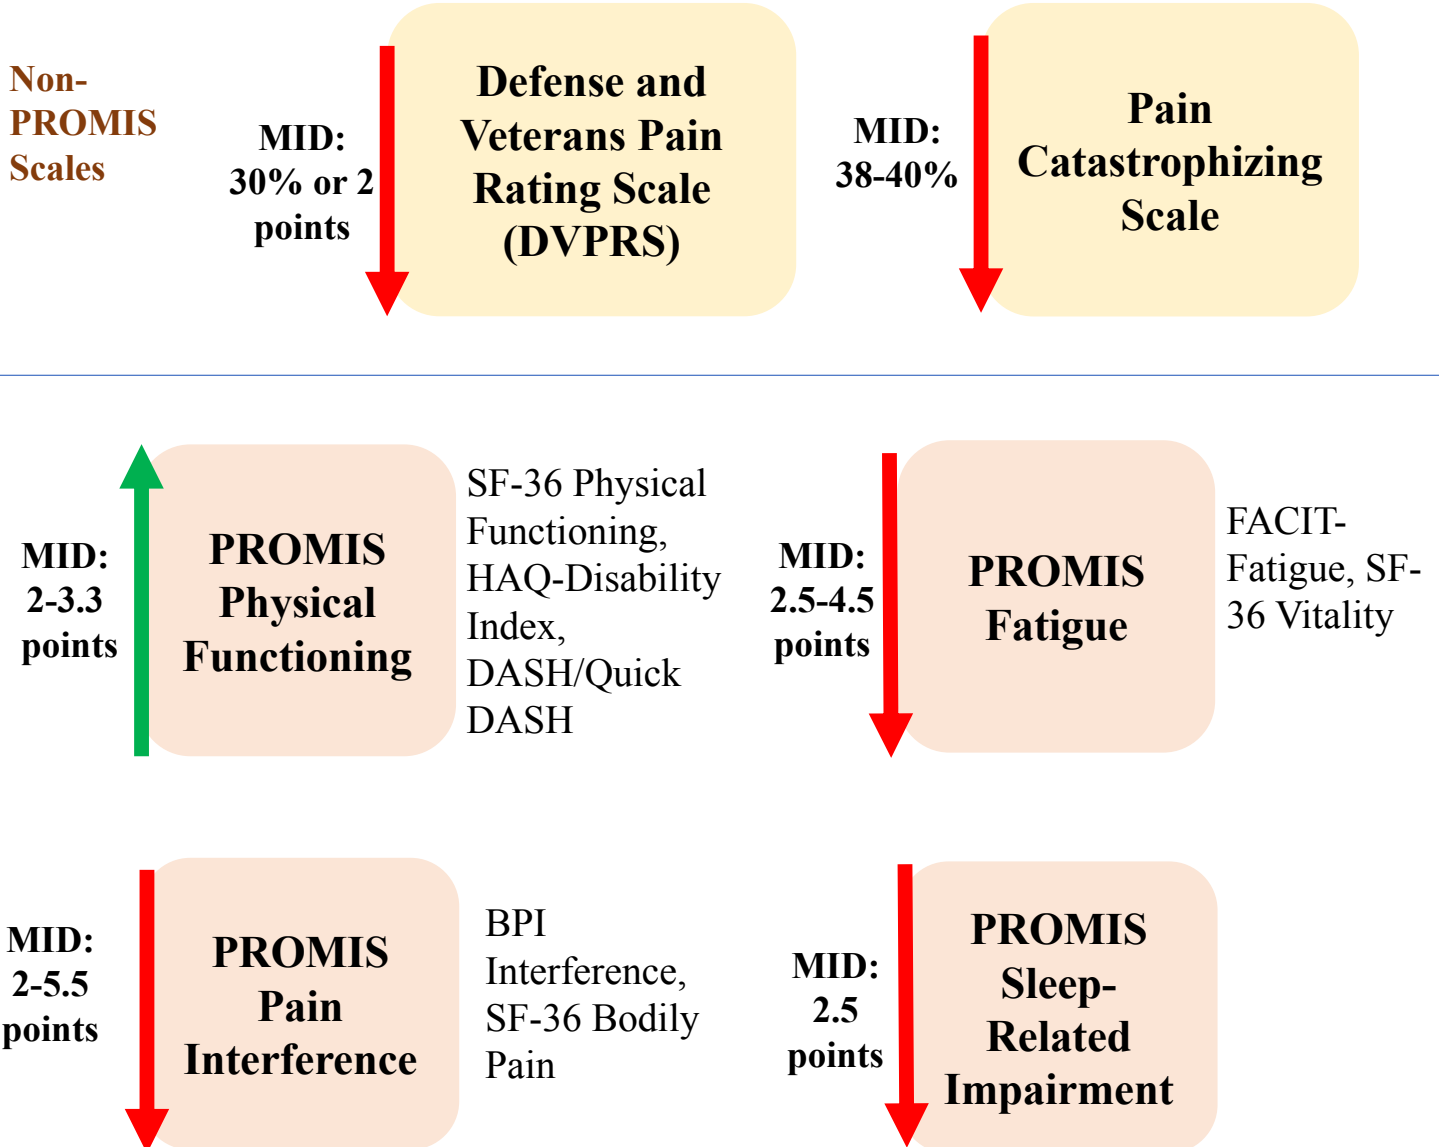 Non-
PROMIS
Scales
MID:
30% or 2
points
Defense and
Veterans Pain
Rating Scale
(DVPRS)
MID:
38-40%
Pain
Catastrophizing
Scale
MID:
2-3.3
points
PROMIS
Physical
Functioning
SF-36 Physical
Functioning,
HAQ-Disability
Index,
DASH/Quick
DASH
MID:
2.5-4.5
points
PROMIS
Fatigue
FACIT-
Fatigue, SF-
36 Vitality
MID:
2-5.5
points
PROMIS
Pain
Interference
BPI
Interference,
SF-36 Bodily
Pain
MID:
2.5
points
PROMIS
Sleep-
Related
Impairment